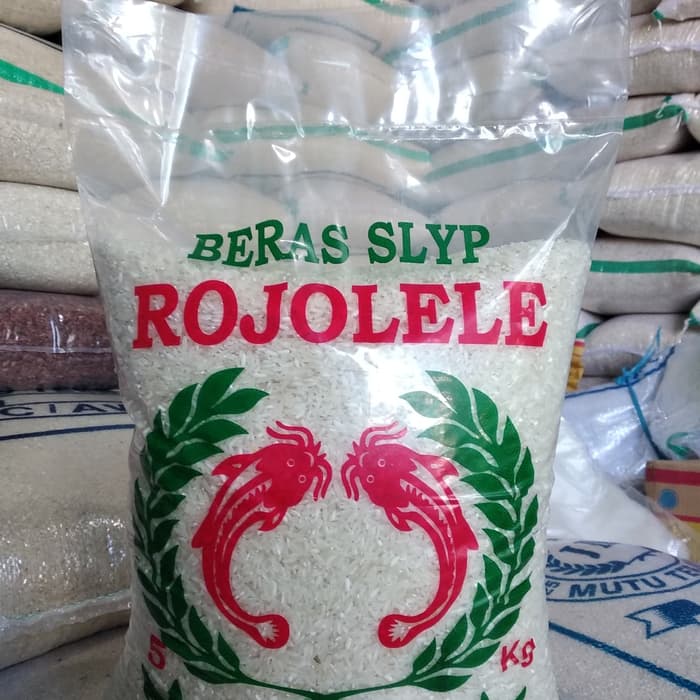 BERAS SLYP
ROJOLELE
5 Kg
MUTU